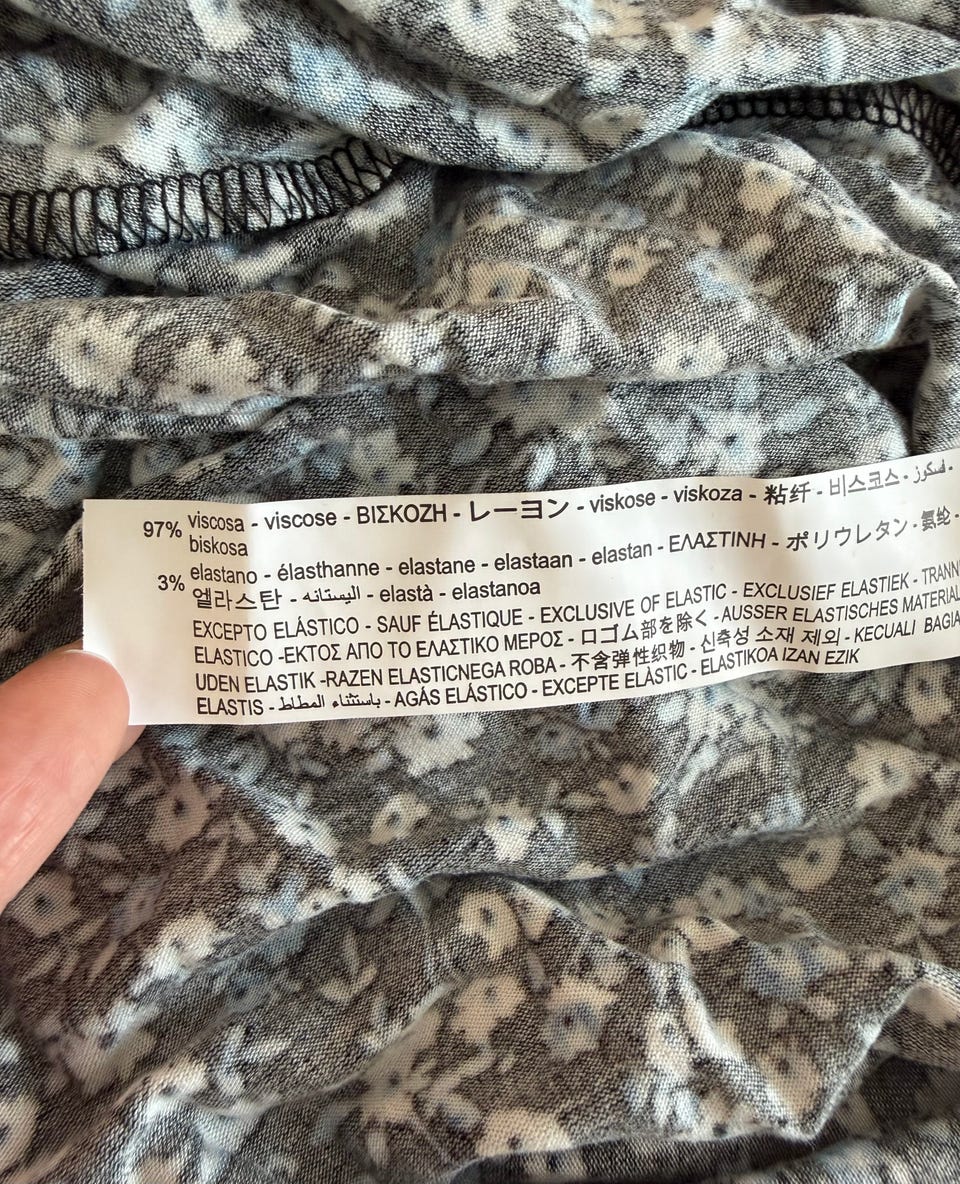 97% viscosa - viscose - ΒΙΣΚΟΖΗ - レーヨン - viskose - viskoza - 粘纤 - 비스코스 -
biskosa
3% elastano - élasthanne - elastane - elastaan - elastan - ΕΛΑΣΤΙΝΗ - ポリウレタン - 氨纶 -
엘라스탄 - اليستانه - elastà - elastanoa
EXCEPTO ELÁSTICO - SAUF ÉLASTIQUE - EXCLUSIVE OF ELASTIC - EXCLUSIEF ELASTIEK -
ELASTICO -ΕΚΤΟΣ ΑΠΟ ΤΟ ΕΛΑΣΤΙΚΟ ΜΕΡΟΣ - ロゴム部を除く - AUSSER ELASTISCHES MATERIAL
UDEN ELASTIK -RAZEN ELASTICNEGA ROBA - 不含弹性织物 - 신축성 소재 제외 - KECUALI BAGIA
ELASTIS - باستثناء المطاط - AGÁS ELÁSTICO - EXCEPTE ELÀSTIC - ELASTIKOA IZAN EZIK